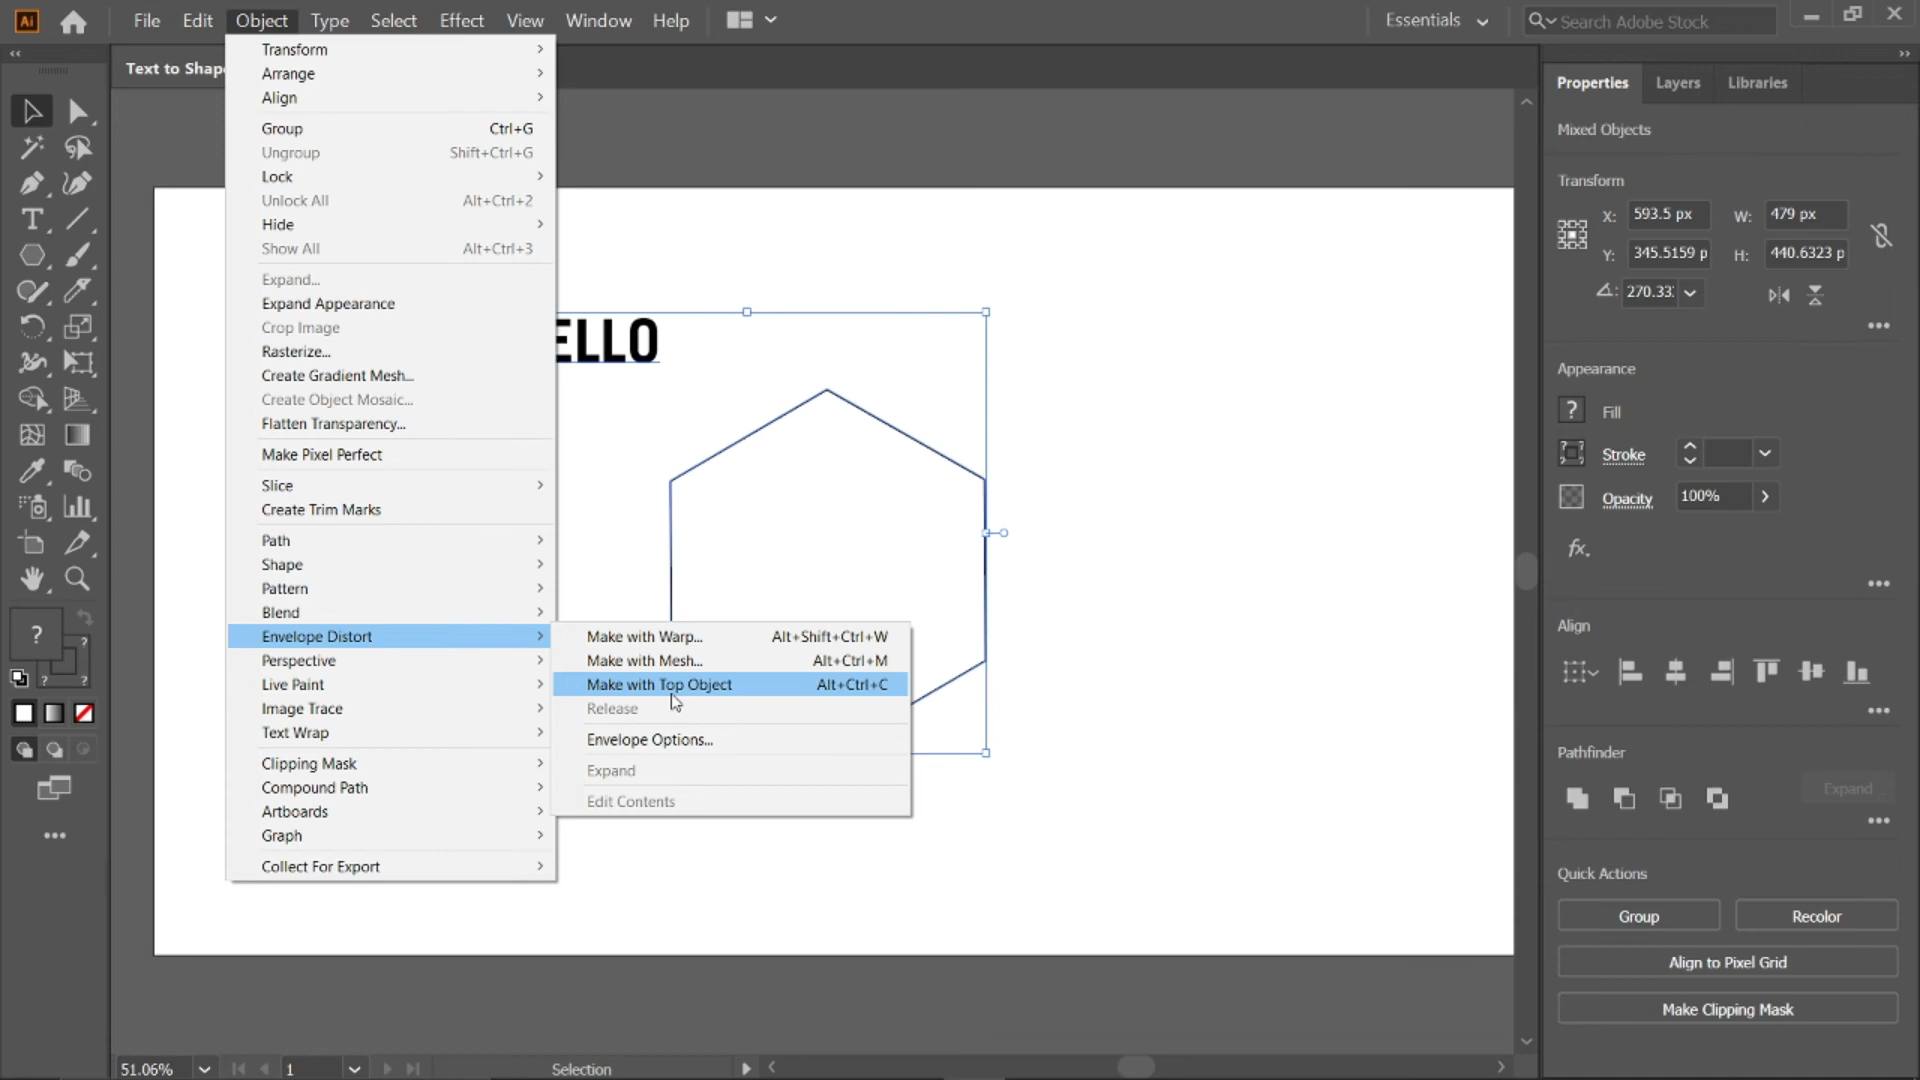 Ai
File Edit Object Type Select Effect View Window Help
Essentials
Search Adobe Stock
Text to Shap
Transform
Arrange
Align
Group Ctrl+G
Ungroup Shift+Ctrl+G
Lock
Unlock All Alt+Ctrl+2
Hide
Show All Alt+Ctrl+3
Expand...
Expand Appearance
Crop Image
Rasterize...
Create Gradient Mesh...
Create Object Mosaic...
Flatten Transparency...
Make Pixel Perfect
Slice
Create Trim Marks
Path
Shape
Pattern
Blend
Envelope Distort
Perspective
Live Paint
Image Trace
Text Wrap
Clipping Mask
Compound Path
Artboards
Graph
Collect For Export
Make with Warp... Alt+Shift+Ctrl+W
Make with Mesh... Alt+Ctrl+M
Make with Top Object Alt+Ctrl+C
Release
Envelope Options...
Expand
Edit Contents
ELLO
Properties Layers Libraries
Mixed Objects
Transform
X: 593.5 px W: 479 px
Y: 345.5159 p H: 440.6323 p
270.33
Appearance
? Fill
Stroke
Opacity 100%
fx.
Align
Pathfinder
Expand
Quick Actions
Group Recolor
Align to Pixel Grid
Make Clipping Mask
51.06% 1 Selection